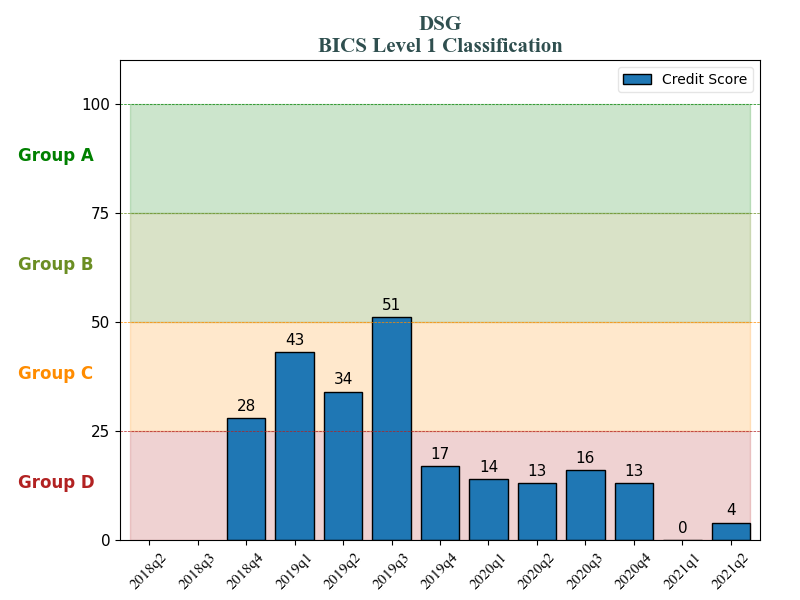 DSG
BICS Level 1 Classification
Credit Score
100
Group A
75
Group B
50
Group C
25
Group D
0
51
43
34
28
17
14
13
16
13
0
4
2018q2 2018q3 2018q4 2019q1 2019q2 2019q3 2019q4 2020q1 2020q2 2020q3 2020q4 2021q1 2021q2